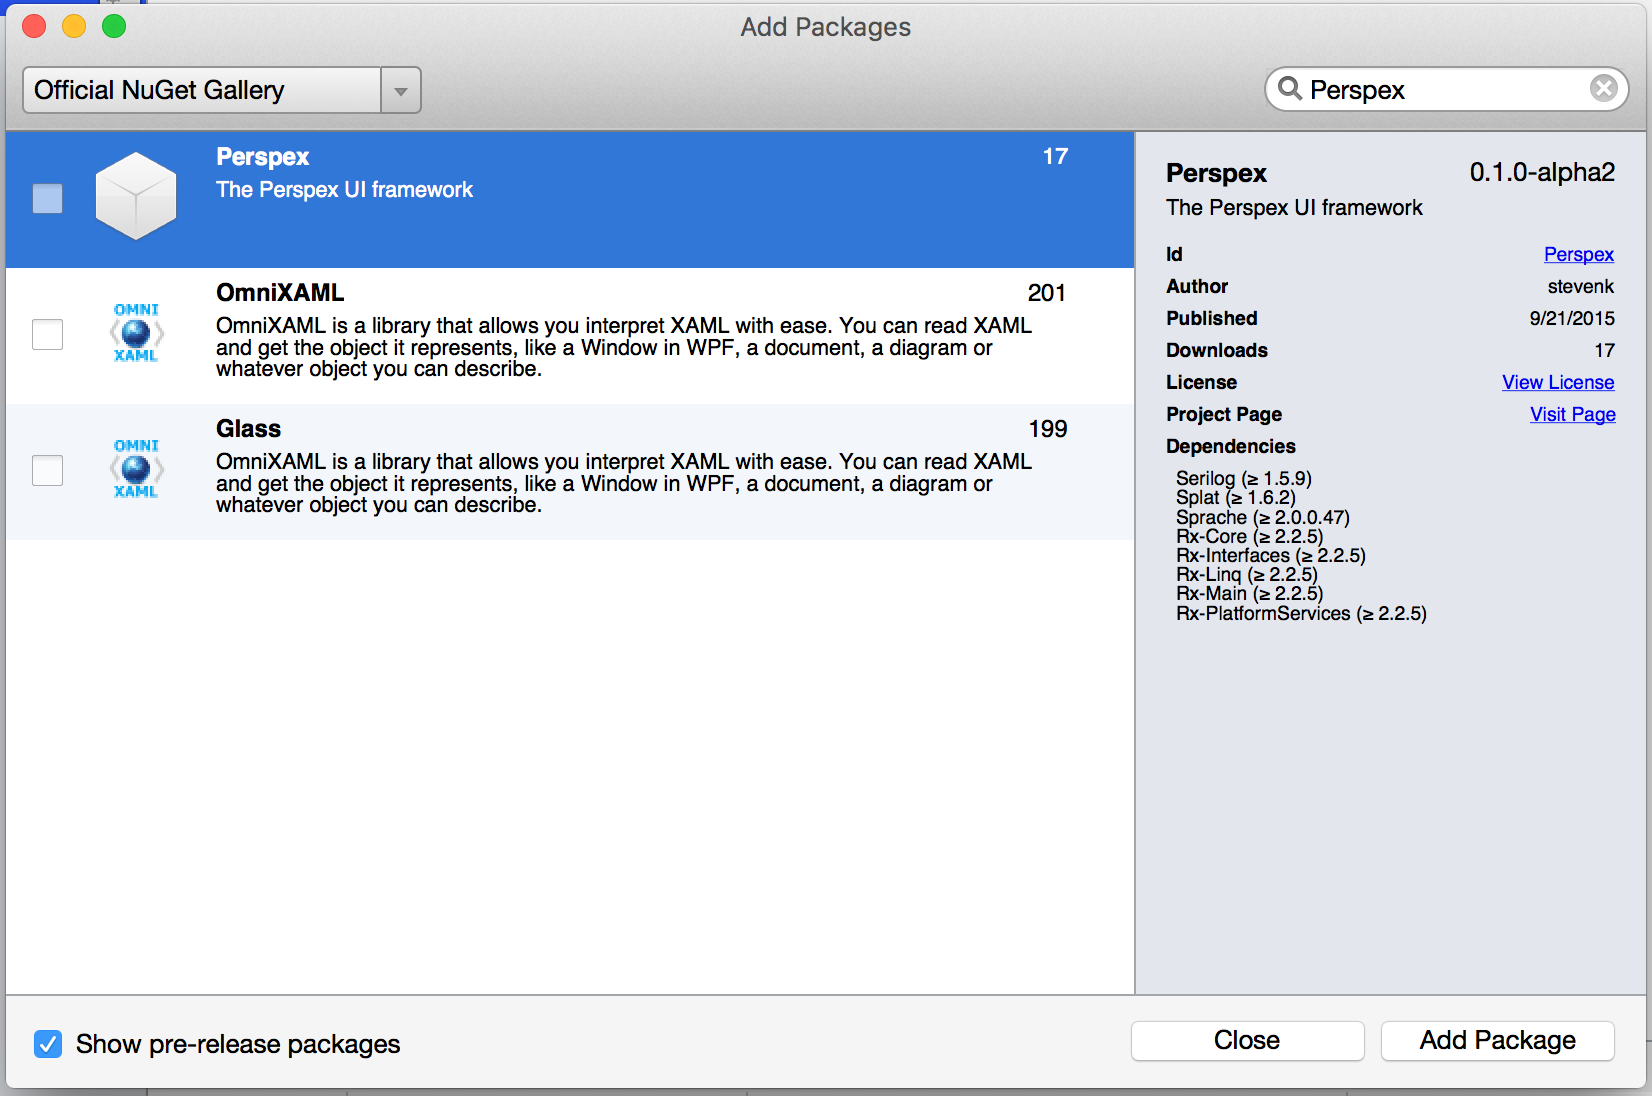 Add Packages
Official NuGet Gallery
Perspex
Perspex 17
The Perspex UI framework
OMNI
XAML
OmniXAML 201
OmniXAML is a library that allows you interpret XAML with ease. You can read XAML
and get the object it represents, like a Window in WPF, a document, a diagram or
whatever object you can describe.
OMNI
XAML
Glass 199
OmniXAML is a library that allows you interpret XAML with ease. You can read XAML
and get the object it represents, like a Window in WPF, a document, a diagram or
whatever object you can describe.
Perspex 0.1.0-alpha2
The Perspex UI framework
Id Perspex
Author stevenk
Published 9/21/2015
Downloads 17
License View License
Project Page Visit Page
Dependencies
Serilog (≥ 1.5.9)
Splat (≥ 1.6.2)
Sprache (≥ 2.0.0.47)
Rx-Core (≥ 2.2.5)
Rx-Interfaces (≥ 2.2.5)
Rx-Linq (≥ 2.2.5)
Rx-Main (≥ 2.2.5)
Rx-PlatformServices (≥ 2.2.5)
Show pre-release packages
Close
Add Package